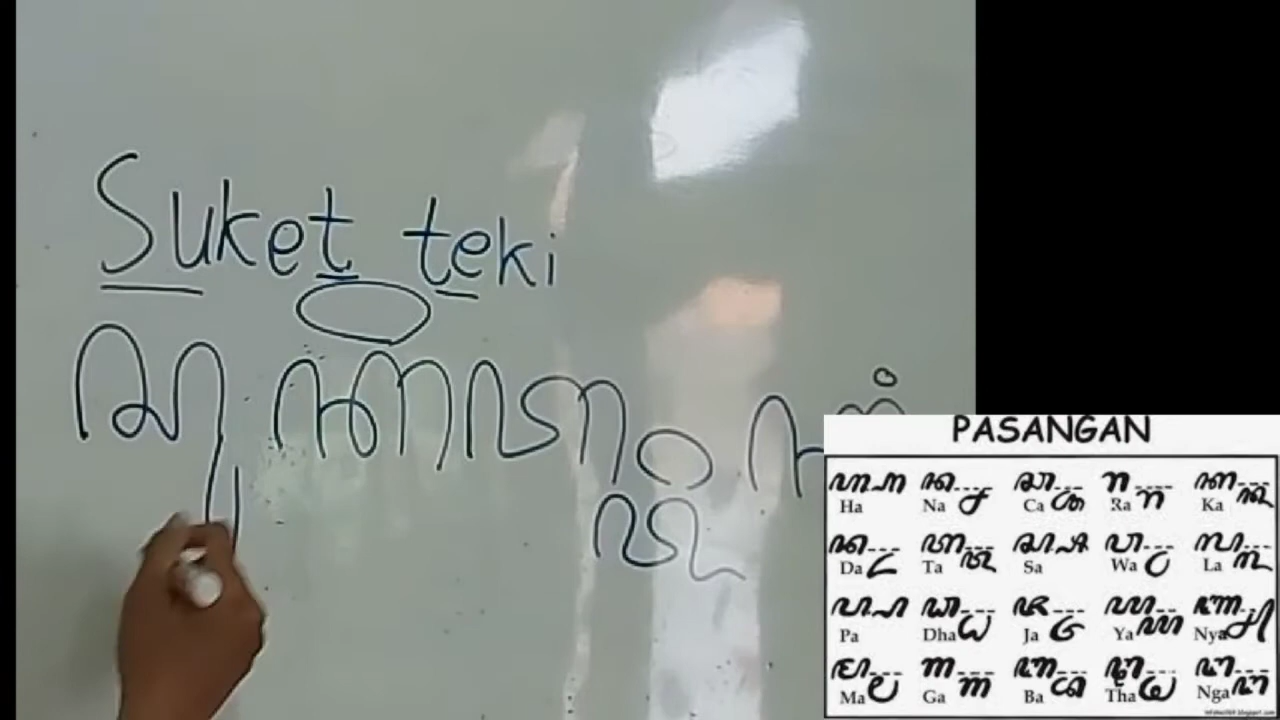 Suket teki
ꦱꦸꦏꦠ꧀ꦠꦺꦏꦶ
PASANGAN
ꦲ꧀ꦲ ꦤ꧀ꦤ ꦕ꧀ꦕ ꦫ꧀ꦫ ꦏ꧀ꦏ
Ha Na Ca Ra Ka
ꦢ꧀ꦢ ꦠ꧀ꦠ ꦱ꧀ꦱ ꦮ꧀ꦮ ꦭ꧀ꦭ
Da Ta Sa Wa La
ꦥ꧀ꦥ ꦝ꧀ꦝ ꦗ꧀ꦗ ꦪ꧀ꦪ ꦚ꧀ꦚ
Pa Dha Ja Ya Nya
ꦩ꧀ꦩ ꦒ꧀ꦒ ꦧ꧀ꦧ ꦛ꧀ꦛ ꦔ꧀ꦔ
Ma Ga Ba Tha Nga